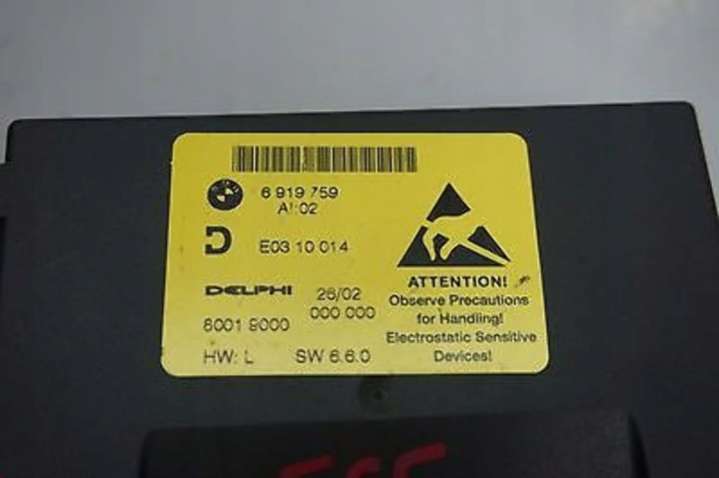 6 919 759
AI:02
D
E03 10 014
DELPHI
26/02
000 000
6001 9000
HW: L
SW 6.6.0
ATTENTION!
Observe Precautions
for Handling!
Electrostatic Sensitive
Devices!